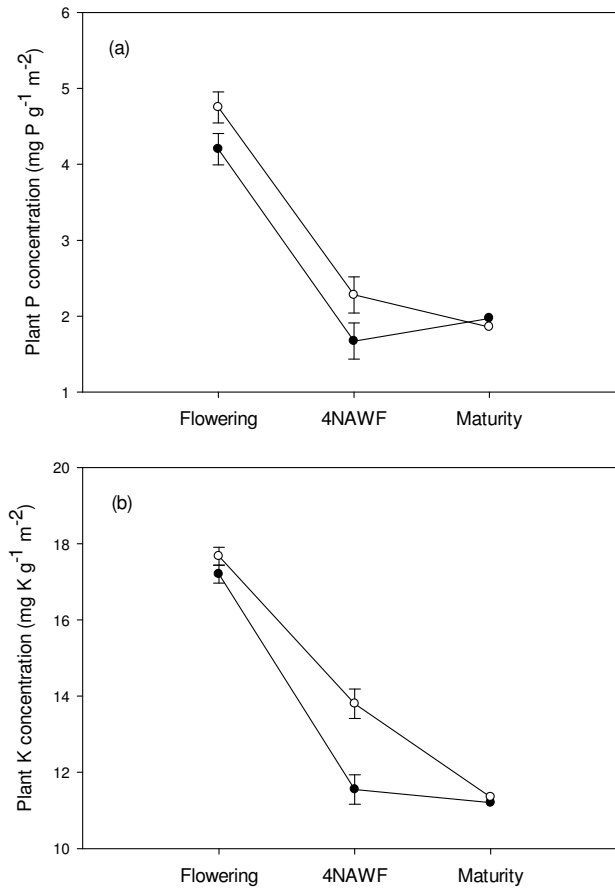 6
(a)
5
4
3
2
1
Plant P concentration (mg P g⁻¹ m⁻²)
Flowering 4NAWF Maturity
20
(b)
18
16
14
12
10
Plant K concentration (mg K g⁻¹ m⁻²)
Flowering 4NAWF Maturity